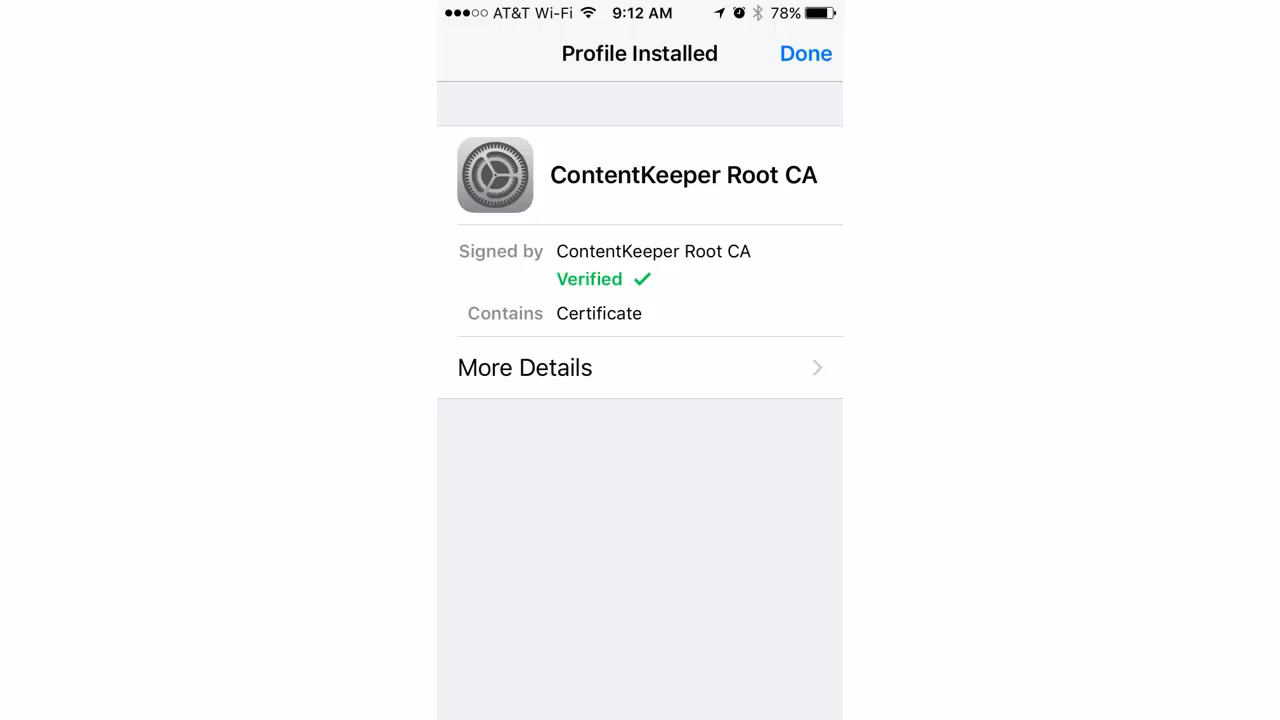 AT&T Wi-Fi 9:12 AM 78%
Profile Installed Done
ContentKeeper Root CA
Signed by ContentKeeper Root CA
Verified
Contains Certificate
More Details